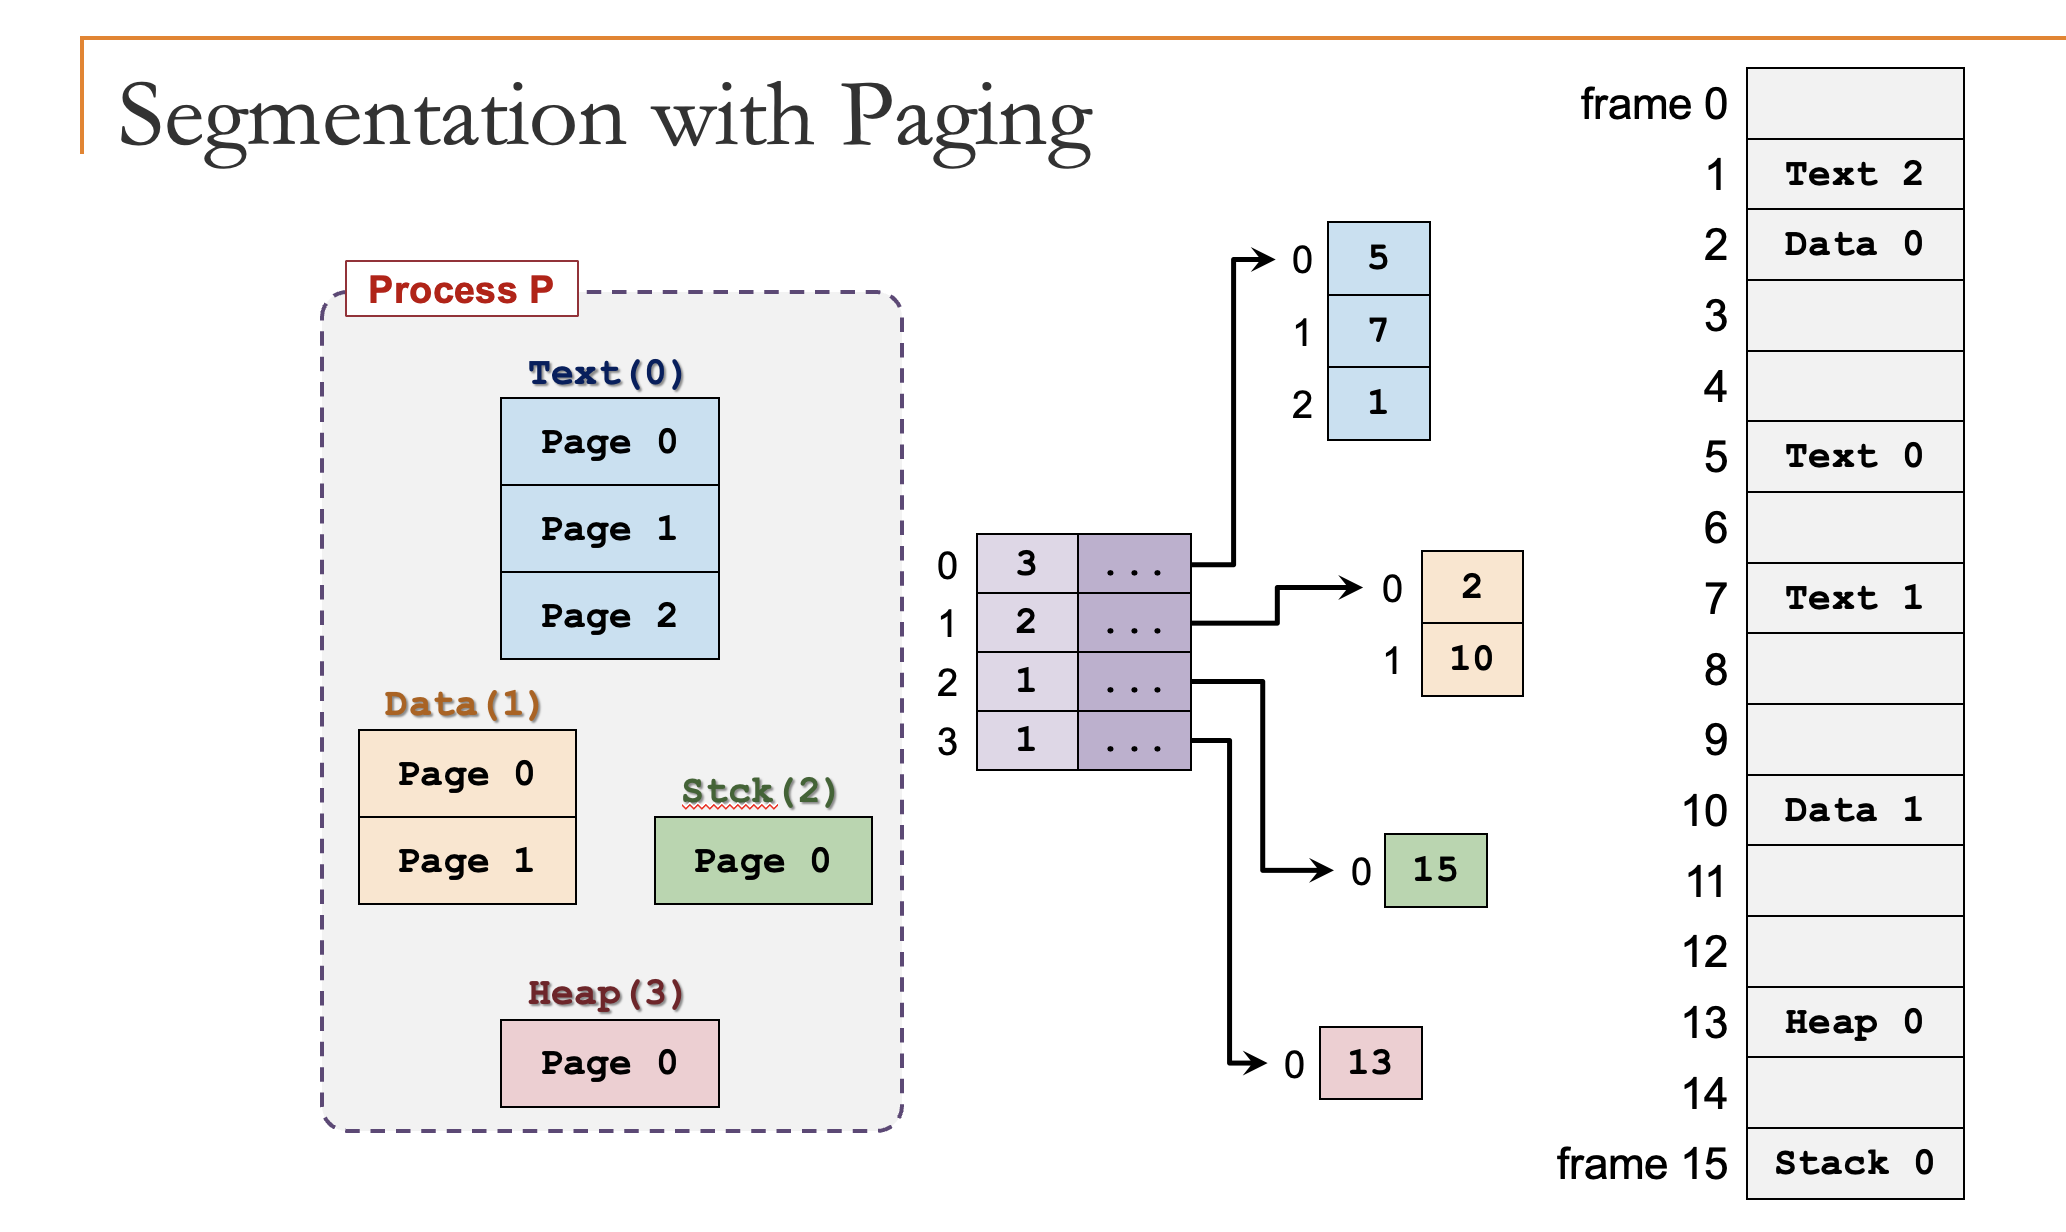 Segmentation with Paging
Process P
Text(0)
Page 0
Page 1
Page 2
Data(1)
Page 0
Page 1
Stck(2)
Page 0
Heap(3)
Page 0
0 3 ...
1 2 ...
2 1 ...
3 1 ...
0 5
1 7
2 1
0 2
1 10
0 15
0 13
frame 0
1 Text 2
2 Data 0
3
4
5 Text 0
6
7 Text 1
8
9
10 Data 1
11
12
13 Heap 0
14
frame 15 Stack 0